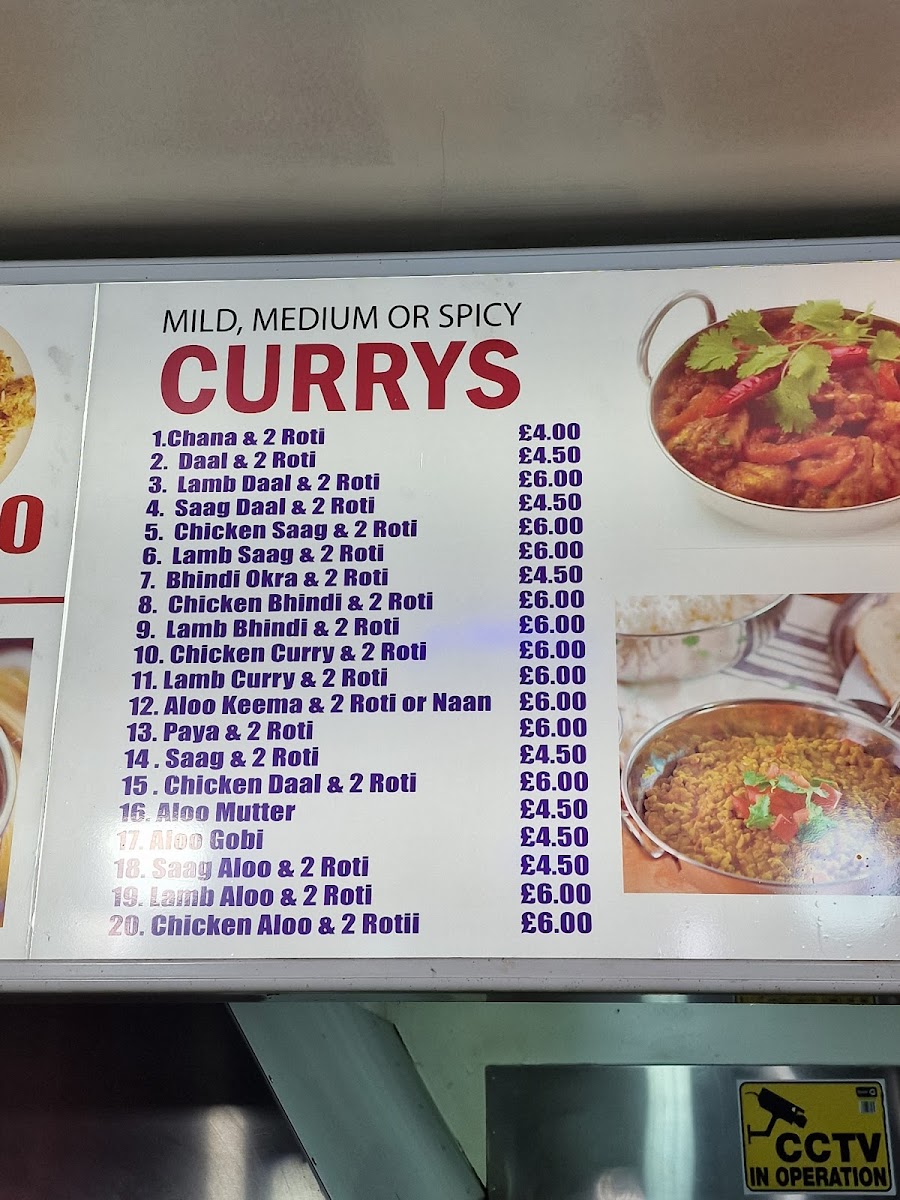 MILD, MEDIUM OR SPICY
CURRYS
1.Chana & 2 Roti £4.00
2. Daal & 2 Roti £4.50
3. Lamb Daal & 2 Roti £6.00
4. Saag Daal & 2 Roti £4.50
5. Chicken Saag & 2 Roti £6.00
6. Lamb Saag & 2 Roti £6.00
7. Bhindi Okra & 2 Roti £4.50
8. Chicken Bhindi & 2 Roti £6.00
9. Lamb Bhindi & 2 Roti £6.00
10. Chicken Curry & 2 Roti £6.00
11. Lamb Curry & 2 Roti £6.00
12. Aloo Keema & 2 Roti or Naan £6.00
13. Paya & 2 Roti £6.00
14 . Saag & 2 Roti £4.50
15 . Chicken Daal & 2 Roti £6.00
16. Aloo Mutter £4.50
17. Aloo Gobi £4.50
18. Saag Aloo & 2 Roti £4.50
19. Lamb Aloo & 2 Roti £6.00
20. Chicken Aloo & 2 Rotii £6.00
0
CCTV
IN OPERATION